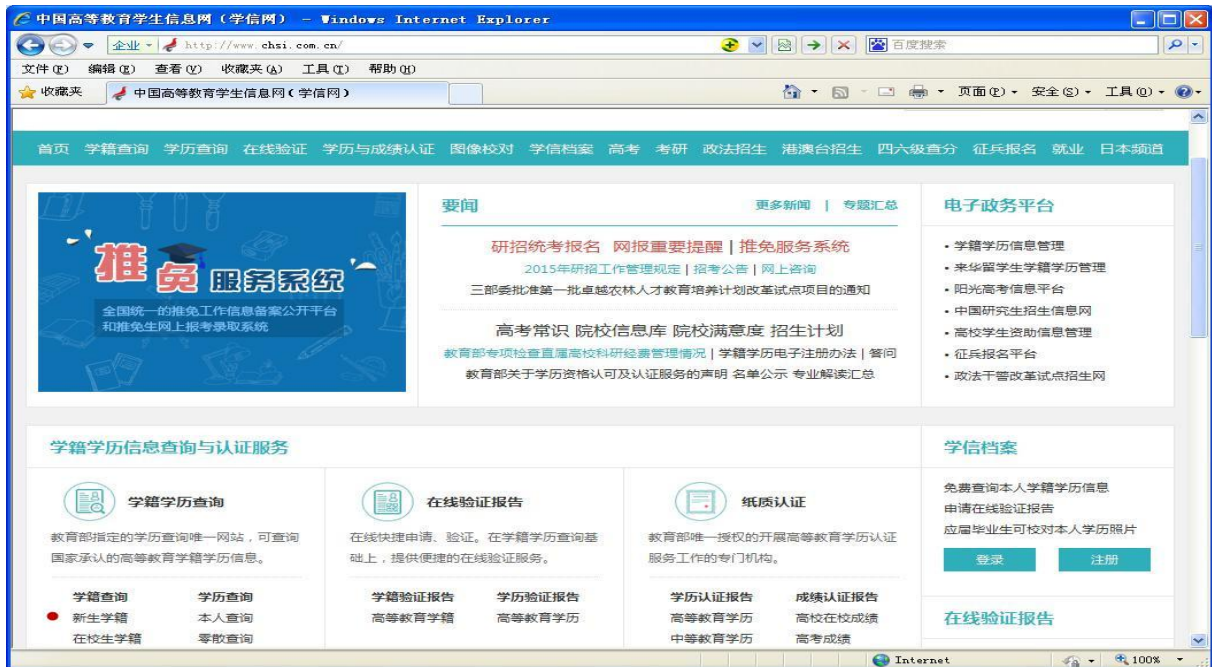 中国高等教育学生信息网（学信网） - Windows Internet Explorer
企业 http://www.chsi.com.cn/ 百度搜索
文件(F) 编辑(E) 查看(V) 收藏夹(A) 工具(T) 帮助(H)
收藏夹 中国高等教育学生信息网（学信网） 页面(P) 安全(S) 工具(O)
首页 学籍查询 学历查询 在线验证 学历与成绩认证 图像校对 学信档案 高考 考研 政法招生 港澳台招生 四六级查分 征兵报名 就业 日本频道
推免服务系统
全国统一的推免工作信息备案公开平台
和推免生网上报考录取系统
要闻 更多新闻 | 专题汇总
研招统考报名 网报重要提醒 | 推免服务系统
2015年研招工作管理规定 | 招考公告 | 网上咨询
三部委批准第一批卓越农林人才教育培养计划改革试点项目的通知
高考常识 院校信息库 院校满意度 招生计划
教育部专项检查直属高校科研经费管理情况 | 学籍学历电子注册办法 | 答问
教育部关于学历资格认可及认证服务的声明 名单公示 专业解读汇总
电子政务平台
• 学籍学历信息管理
• 来华留学生学籍学历管理
• 阳光高考信息平台
• 中国研究生招生信息网
• 高校学生资助信息管理
• 征兵报名平台
• 政法干警改革试点招生网
学籍学历信息查询与认证服务
学籍学历查询
教育部指定的学历查询唯一网站，可查询
国家承认的高等教育学籍学历信息。
学籍查询 学历查询
新生学籍 本人查询
在校生学籍 零散查询
在线验证报告
在线快捷申请、验证。在学籍学历查询基
础上，提供便捷的在线验证服务。
学籍验证报告 学历验证报告
高等教育学籍 高等教育学历
纸质认证
教育部唯一授权的开展高等教育学历认证
服务工作的专门机构。
学历认证报告 成绩认证报告
高等教育学历 高校在校成绩
中等教育学历 高考成绩
学信档案
免费查询本人学籍学历信息
申请在线验证报告
应届毕业生可校对本人学历照片
登录 注册
在线验证报告
Internet 100%